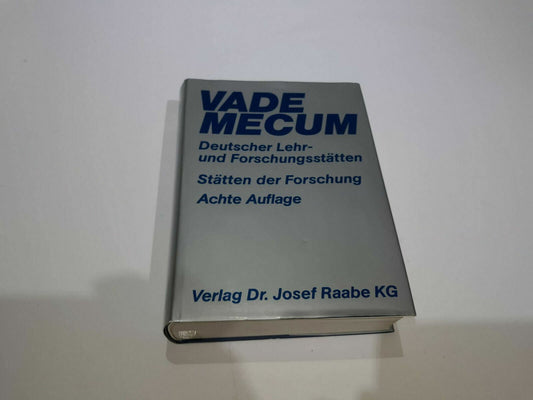 VADE
MECUM
Deutscher Lehr-
und Forschungsstätten
Stätten der Forschung
Achte Auflage
Verlag Dr. Josef Raabe KG